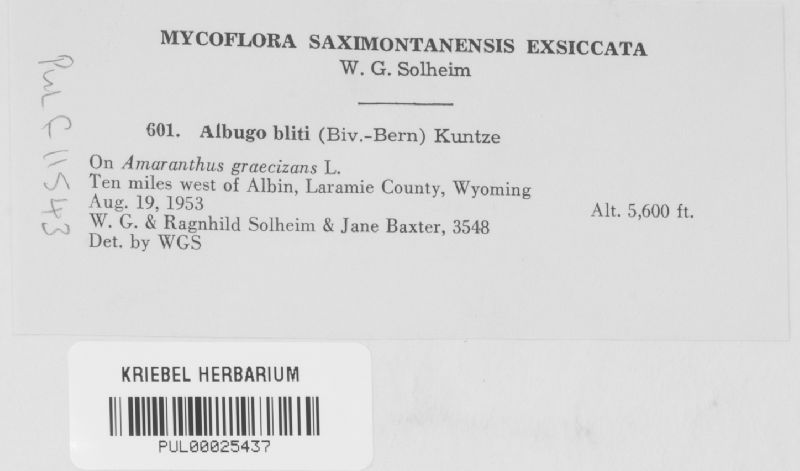 MYCOFLORA SAXIMONTANENSIS EXSICCATA
W. G. Solheim
601. Albugo bliti (Biv.-Bern) Kuntze
On Amaranthus graecizans L.
Ten miles west of Albin, Laramie County, Wyoming
Aug. 19, 1953
Alt. 5,600 ft.
W. G. & Ragnhild Solheim & Jane Baxter, 3548
Det. by WGS
PUL F 11543
KRIEBEL HERBARIUM
PUL00025437